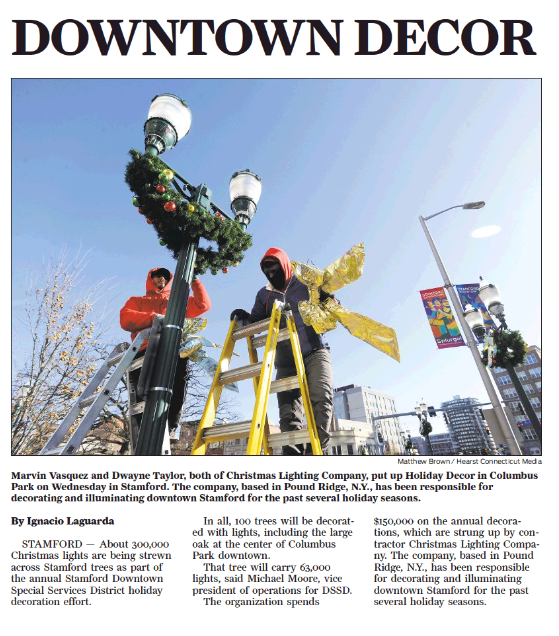 DOWNTOWN DECOR
Matthew Brown / Hearst Connecticut Media
Marvin Vasquez and Dwayne Taylor, both of Christmas Lighting Company, put up Holiday Decor in Columbus
Park on Wednesday in Stamford. The company, based in Pound Ridge, N.Y., has been responsible for
decorating and illuminating downtown Stamford for the past several holiday seasons.
By Ignacio Laguarda
STAMFORD — About 300,000
Christmas lights are being strewn
across Stamford trees as part of
the annual Stamford Downtown
Special Services District holiday
decoration effort.
In all, 100 trees will be decorat-
ed with lights, including the large
oak at the center of Columbus
Park downtown.
That tree will carry 63,000
lights, said Michael Moore, vice
president of operations for DSSD.
The organization spends
$150,000 on the annual decora-
tions, which are strung up by con-
tractor Christmas Lighting Compa-
ny. The company, based in Pound
Ridge, N.Y., has been responsible
for decorating and illuminating
downtown Stamford for the past
several holiday seasons.